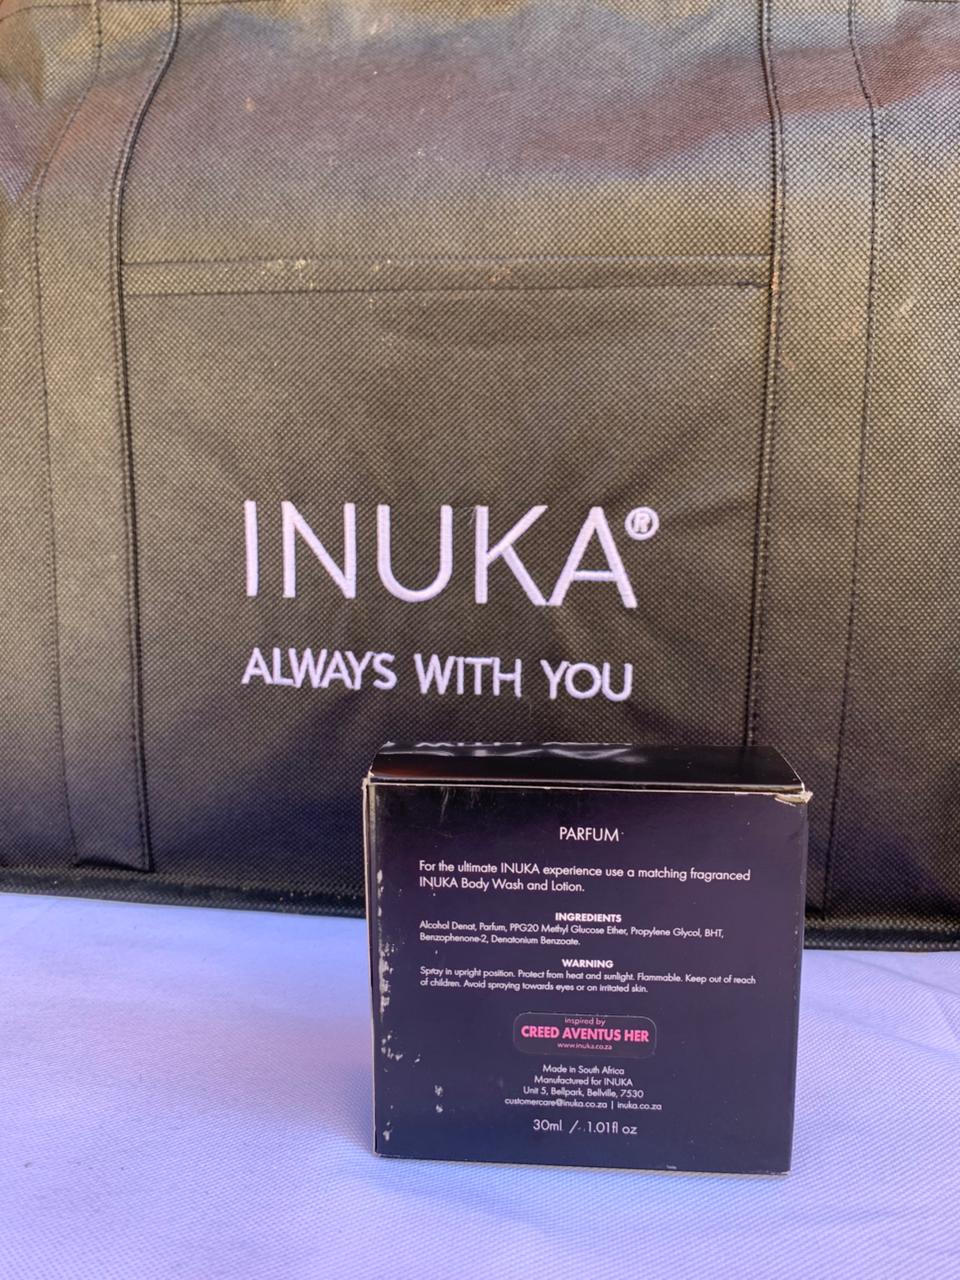 INUKA®
ALWAYS WITH YOU
PARFUM
For the ultimate INUKA experience use a matching fragranced
INUKA Body Wash and Lotion.
INGREDIENTS
Alcohol Denat, Parfum, PPG20 Methyl Glucose Ether, Propylene Glycol, BHT,
Benzophenone-2, Denatonium Benzoate.
WARNING
Spray in upright position. Protect from heat and sunlight. Flammable. Keep out of reach
of children. Avoid spraying towards eyes or on irritated skin.
inspired by
CREED AVENTUS HER
www.inuka.co.za
Made in South Africa
Manufactured for INUKA
Unit 5, Bellpark, Bellville, 7530
customercare@inuka.co.za | inuka.co.za
30ml / 1.01fl oz